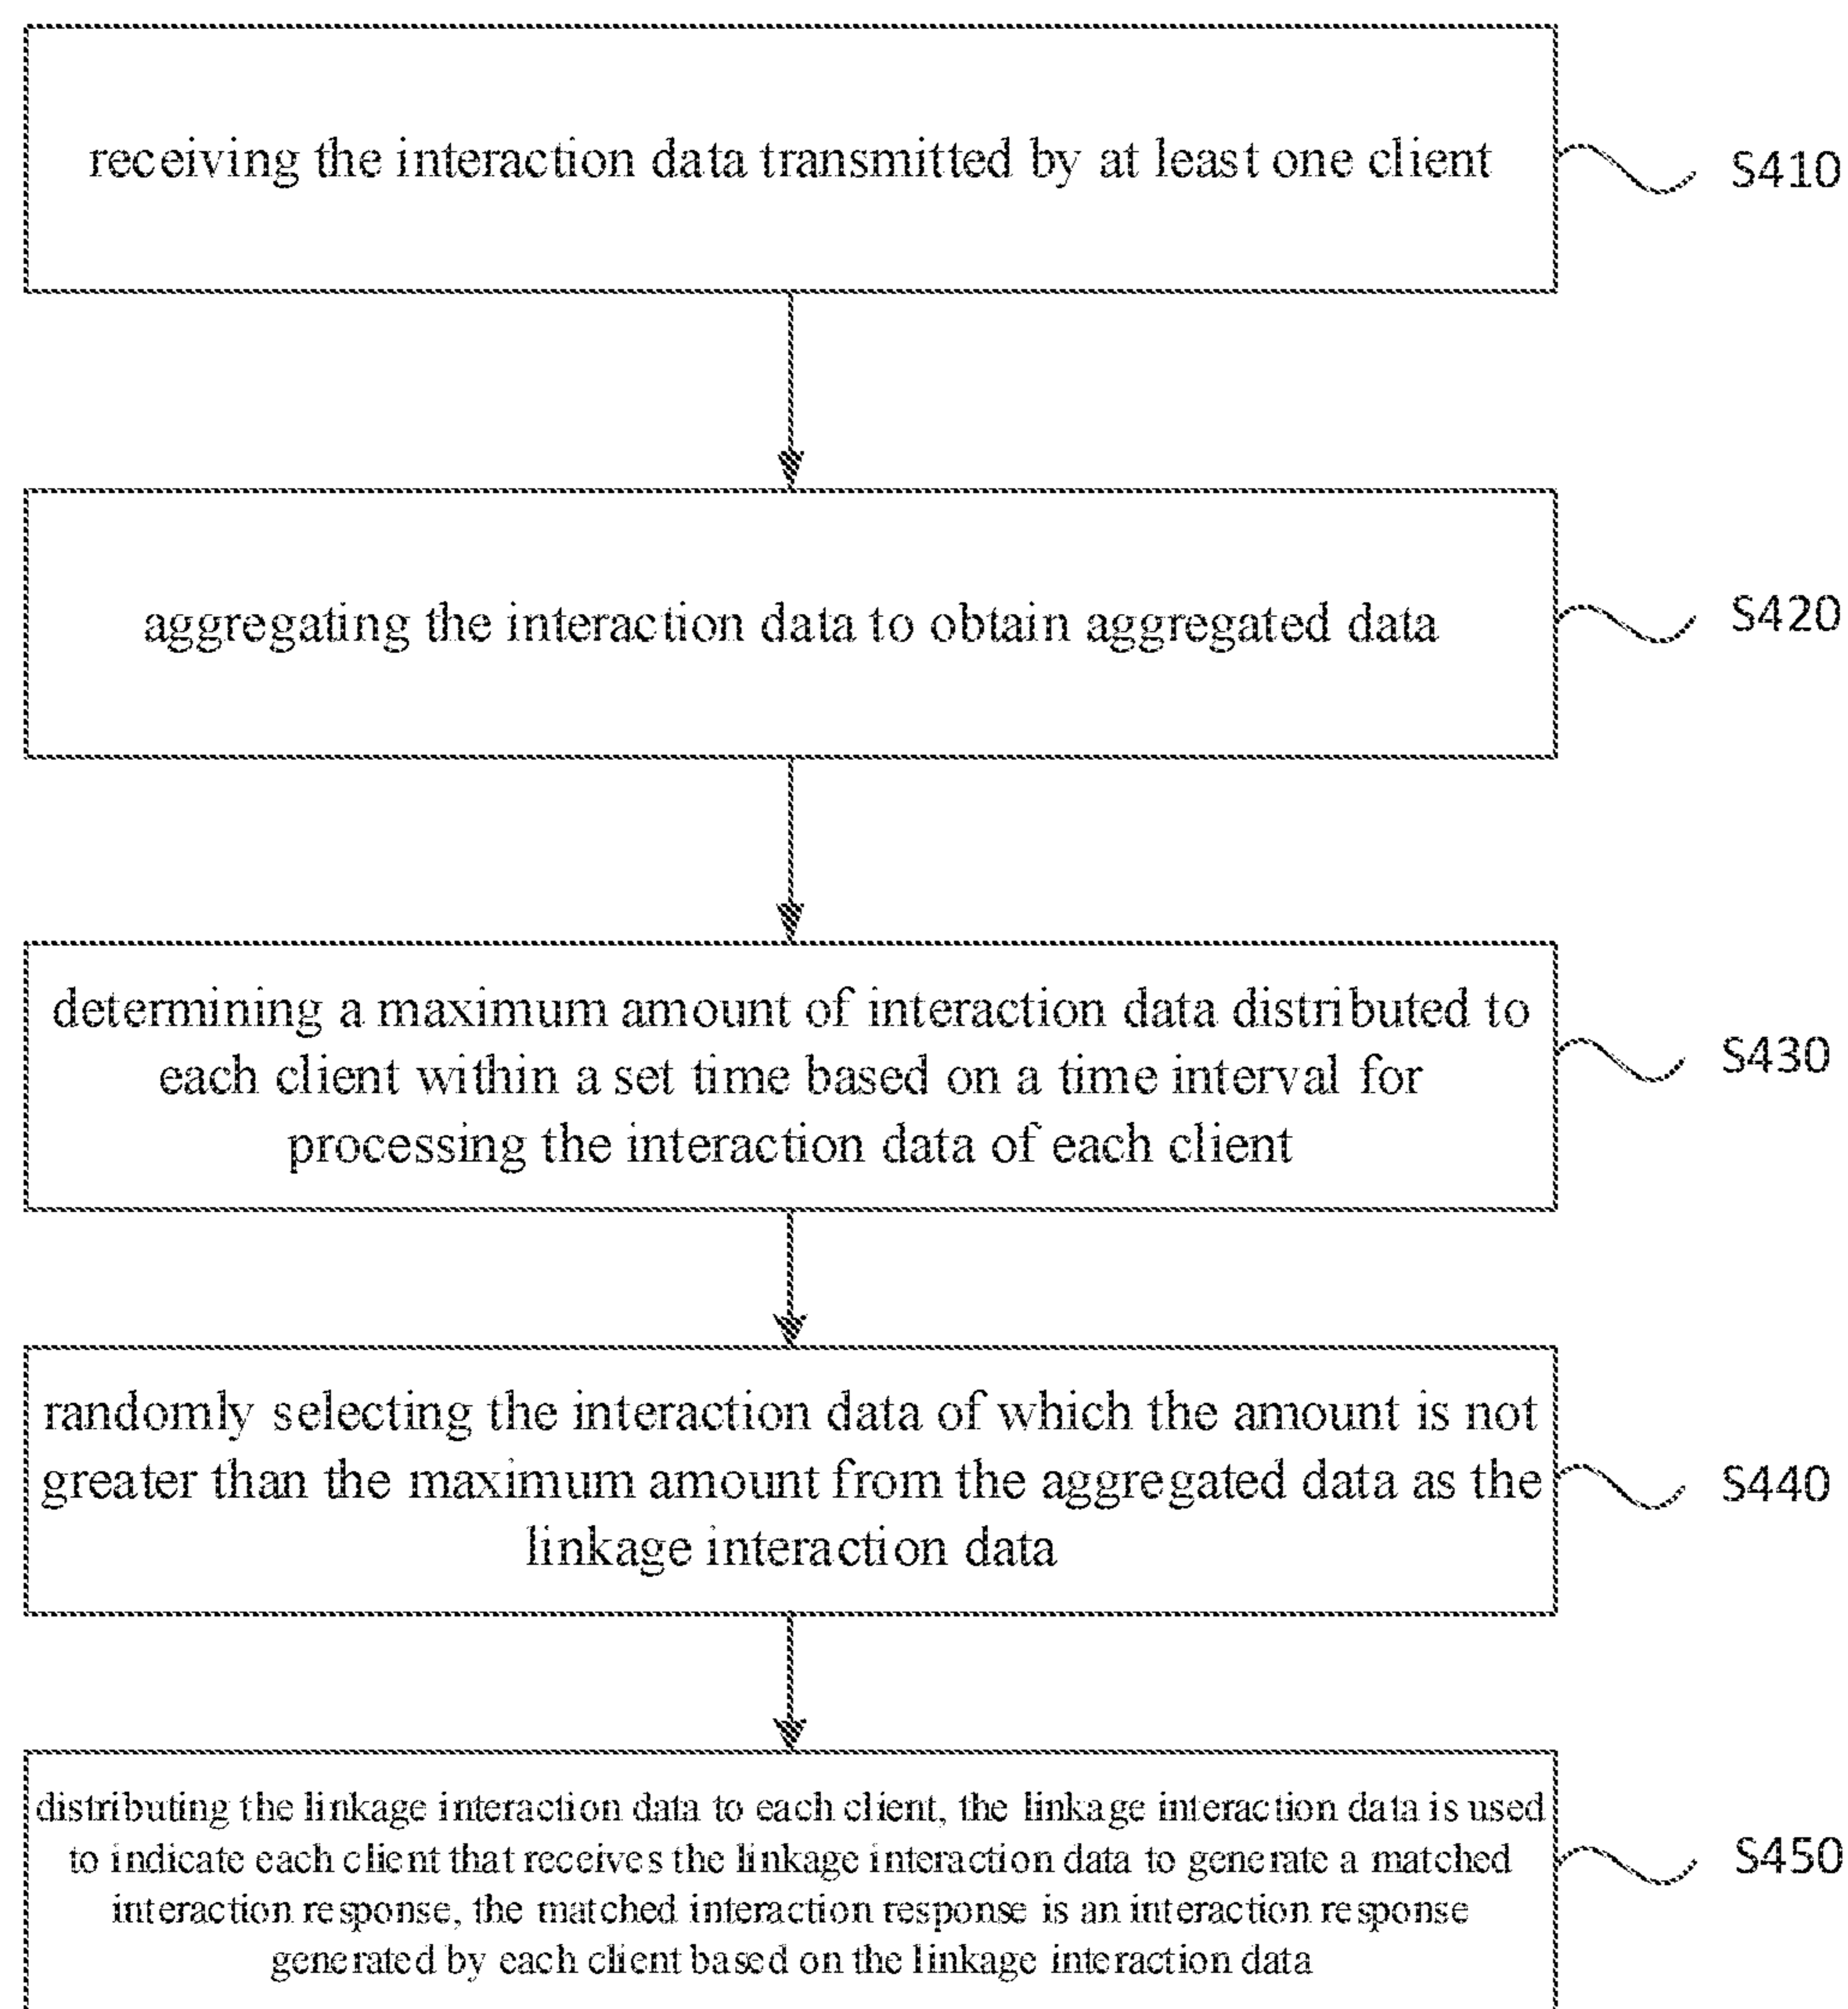 receiving the interaction data transmitted by at least one client
S410
aggregating the interaction data to obtain aggregated data
S420
determining a maximum amount of interaction data distributed to
each client within a set time based on a time interval for
processing the interaction data of each client
S430
randomly selecting the interaction data of which the amount is not
greater than the maximum amount from the aggregated data as the
linkage interaction data
S440
distributing the linkage interaction data to each client, the linkage interaction data is used
to indicate each client that receives the linkage interaction data to generate a matched
interaction response, the matched interaction response is an interaction response
generated by each client based on the linkage interaction data
S450